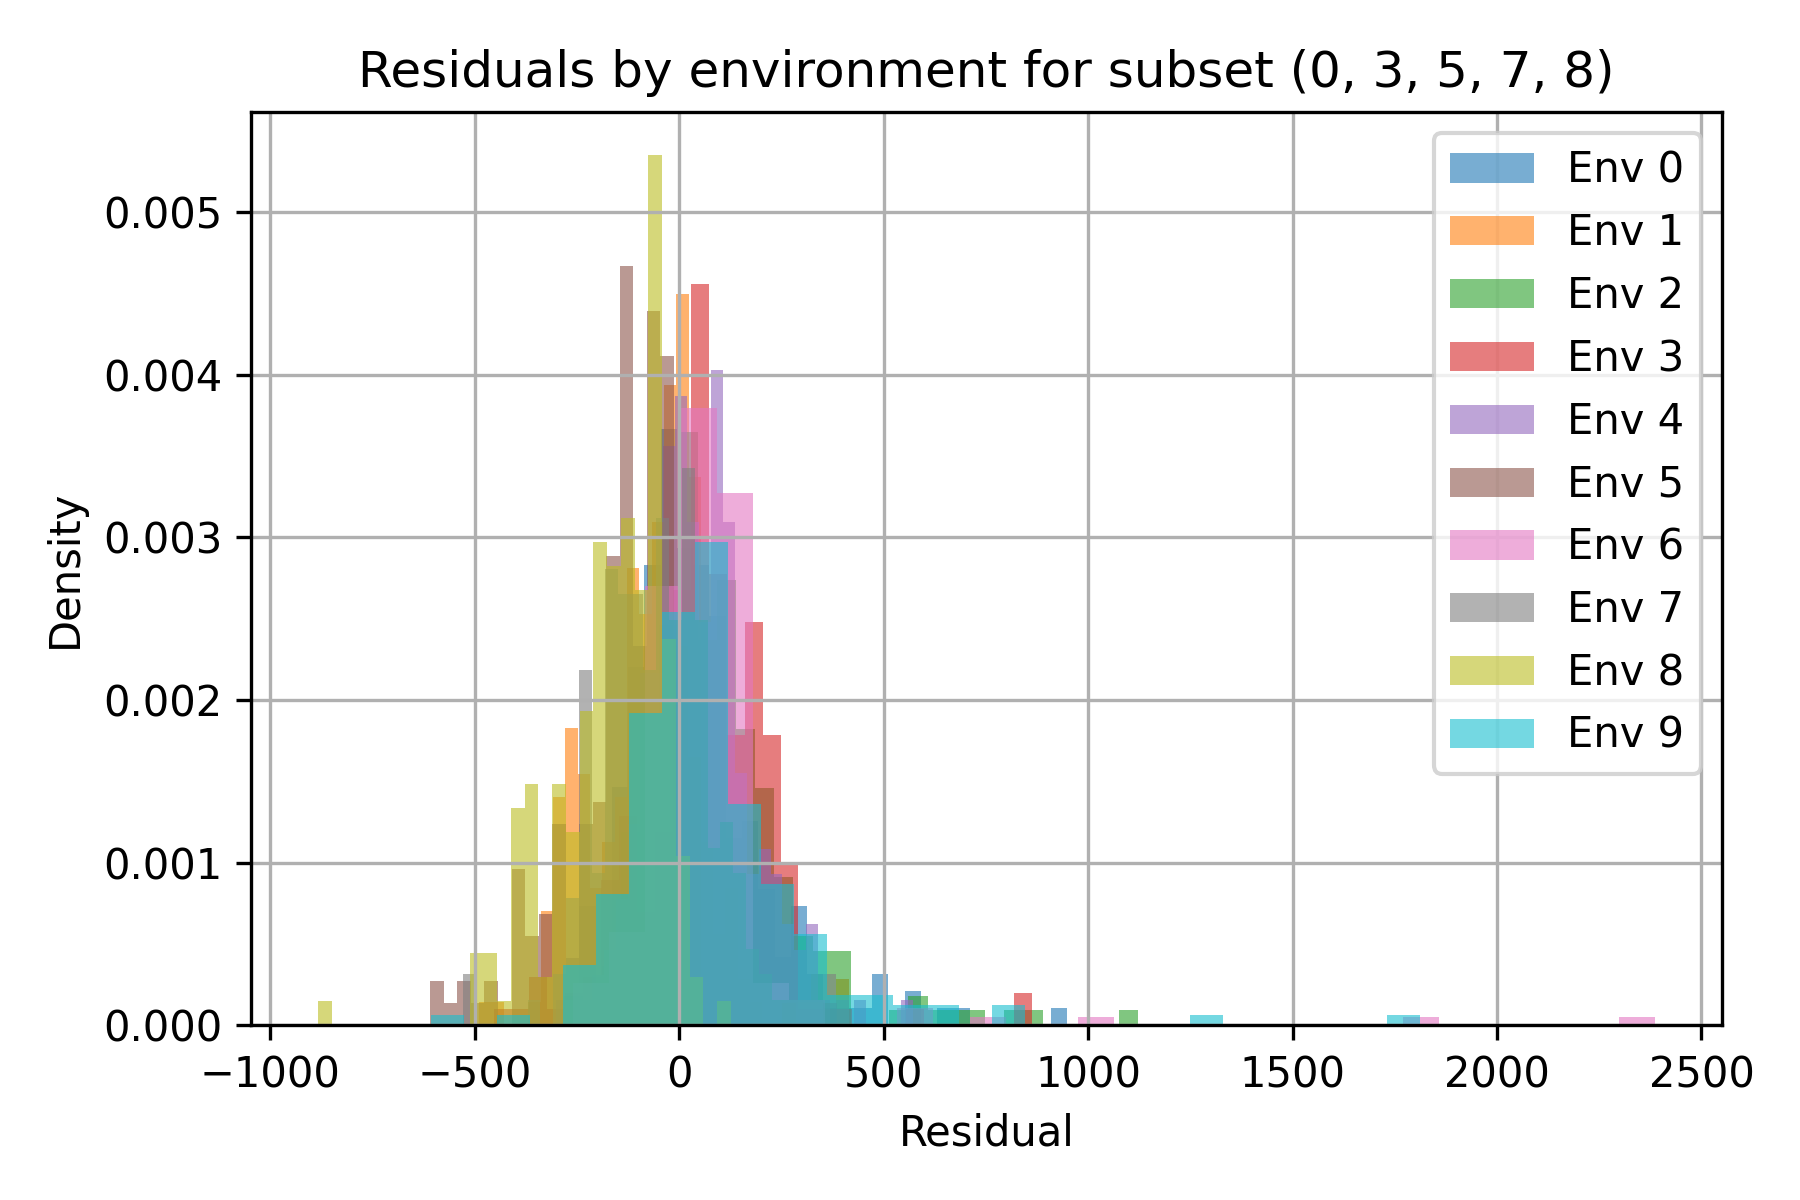 Residuals by environment for subset (0, 3, 5, 7, 8)
Density
0.005
0.004
0.003
0.002
0.001
0.000
−1000
−500
0
500
1000
1500
2000
2500
Residual
Env 0
Env 1
Env 2
Env 3
Env 4
Env 5
Env 6
Env 7
Env 8
Env 9